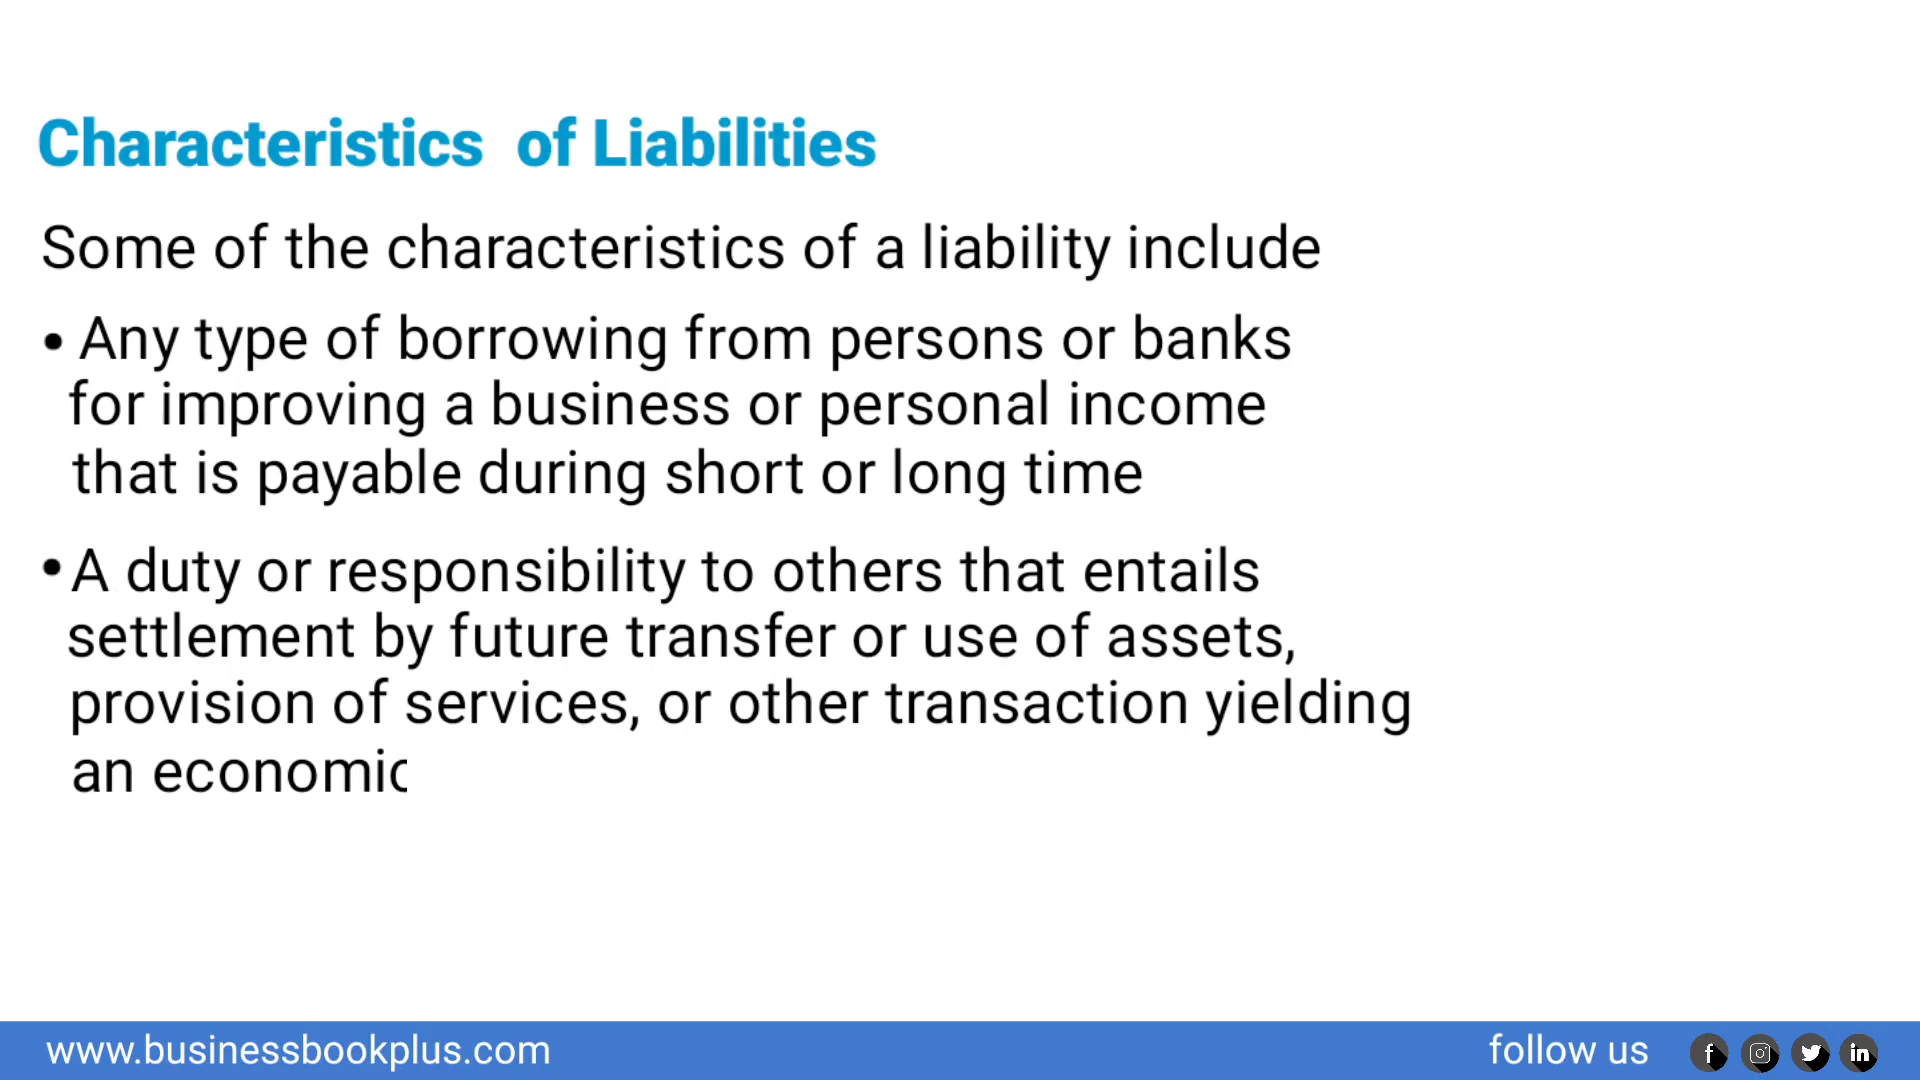 Characteristics of Liabilities
Some of the characteristics of a liability include
• Any type of borrowing from persons or banks
for improving a business or personal income
that is payable during short or long time
• A duty or responsibility to others that entails
settlement by future transfer or use of assets,
provision of services, or other transaction yielding
an economic
www.businessbookplus.com
follow us